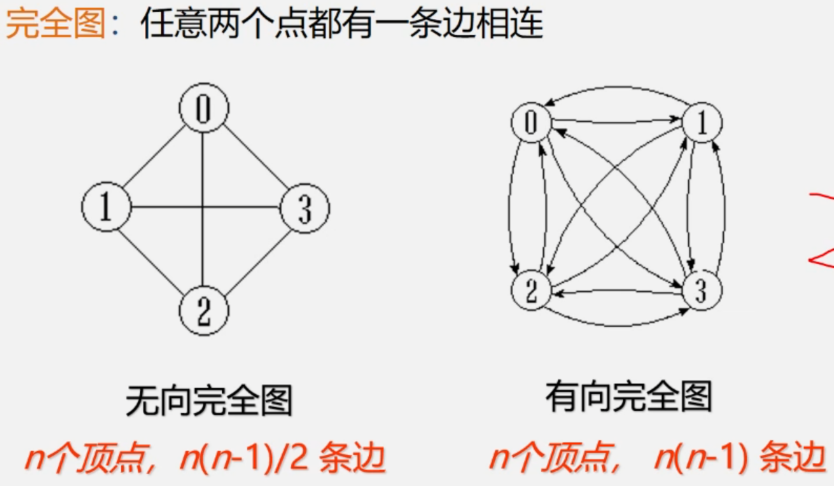 完全图：任意两个点都有一条边相连
0
1
3
2
0
1
2
3
无向完全图
有向完全图
n个顶点，n(n-1)/2 条边
n个顶点， n(n-1) 条边